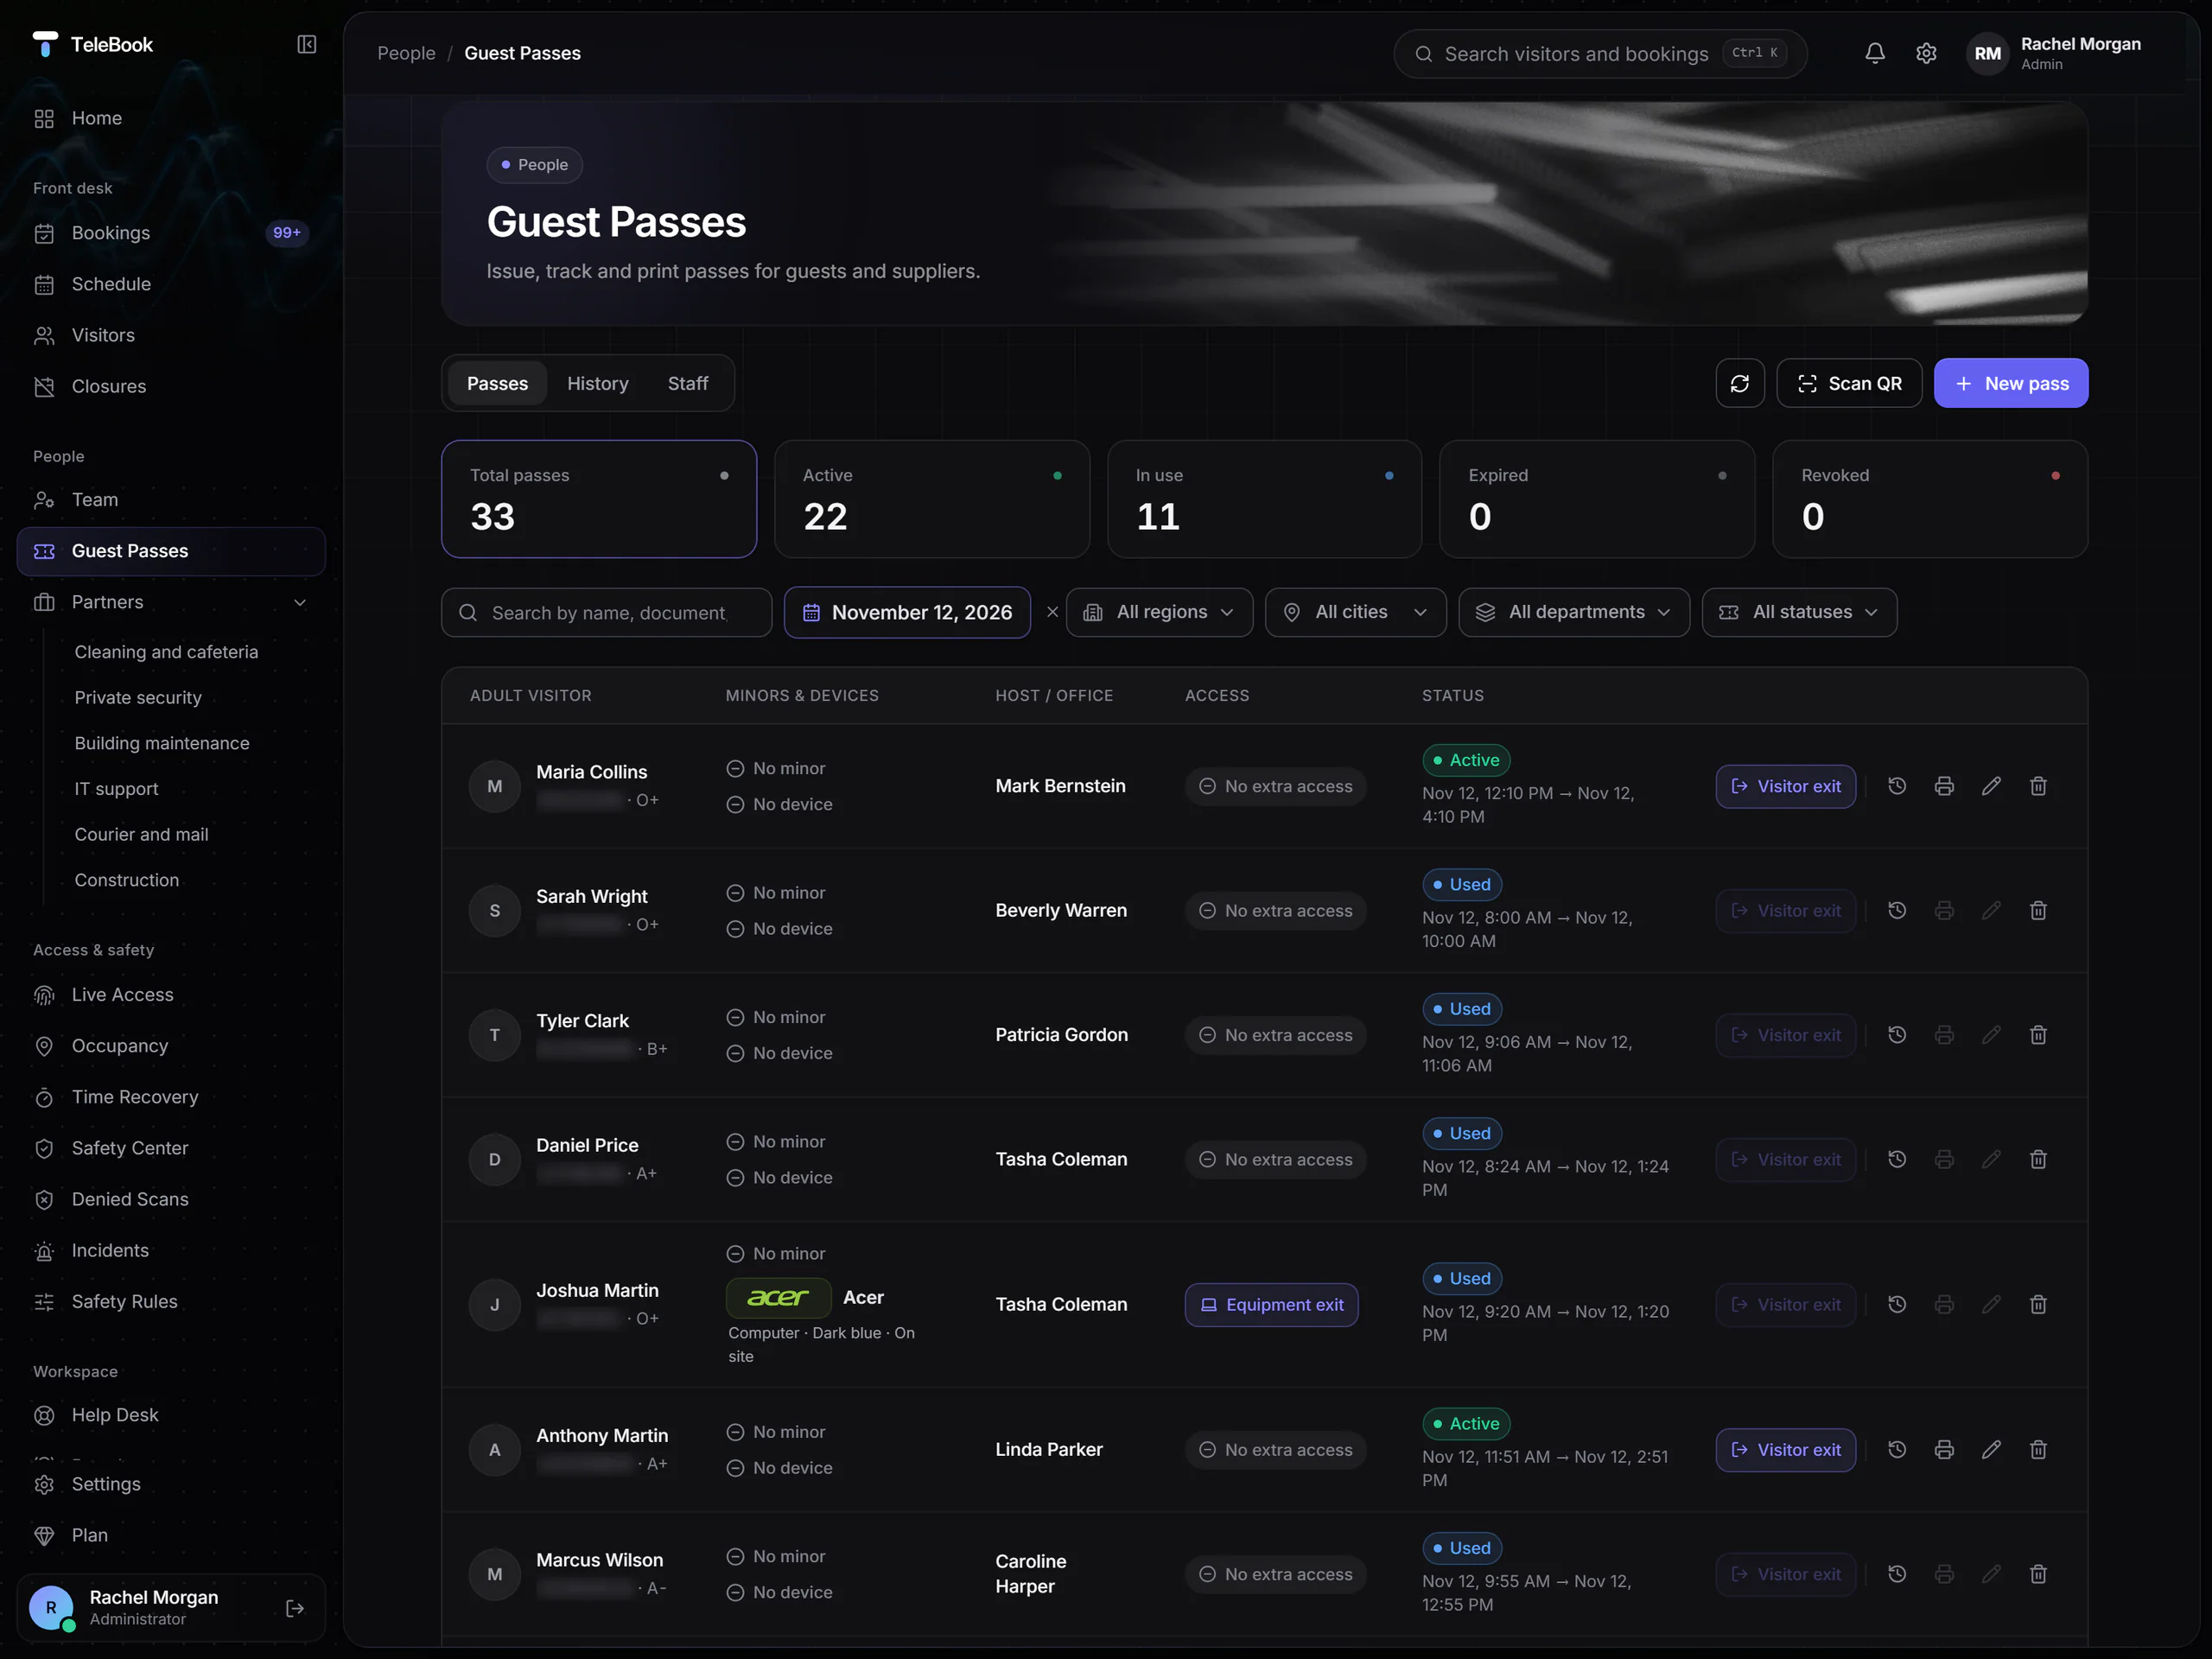 TeleBook
Home
Front desk
Bookings 99+
Schedule
Visitors
Closures
People
Team
Guest Passes
Partners
Cleaning and cafeteria
Private security
Building maintenance
IT support
Courier and mail
Construction
Access & safety
Live Access
Occupancy
Time Recovery
Safety Center
Denied Scans
Incidents
Safety Rules
Workspace
Help Desk
Settings
Plan
R Rachel Morgan
Administrator
People / Guest Passes
Search visitors and bookings Ctrl K
RM Rachel Morgan
Admin
People
Guest Passes
Issue, track and print passes for guests and suppliers.
Passes History Staff
Scan QR
New pass
Total passes
33
Active
22
In use
11
Expired
0
Revoked
0
Search by name, document,
November 12, 2026
All regions
All cities
All departments
All statuses
ADULT VISITOR MINORS & DEVICES HOST / OFFICE ACCESS STATUS
M Maria Collins
· O+
No minor
No device
Mark Bernstein
No extra access
Active
Nov 12, 12:10 PM → Nov 12,
4:10 PM
Visitor exit
S Sarah Wright
· O+
No minor
No device
Beverly Warren
No extra access
Used
Nov 12, 8:00 AM → Nov 12,
10:00 AM
Visitor exit
T Tyler Clark
· B+
No minor
No device
Patricia Gordon
No extra access
Used
Nov 12, 9:06 AM → Nov 12,
11:06 AM
Visitor exit
D Daniel Price
· A+
No minor
No device
Tasha Coleman
No extra access
Used
Nov 12, 8:24 AM → Nov 12, 1:24
PM
Visitor exit
J Joshua Martin
· O+
No minor
acer Acer
Computer · Dark blue · On
site
Tasha Coleman
Equipment exit
Used
Nov 12, 9:20 AM → Nov 12, 1:20
PM
Visitor exit
A Anthony Martin
· A+
No minor
No device
Linda Parker
No extra access
Active
Nov 12, 11:51 AM → Nov 12, 2:51
PM
Visitor exit
M Marcus Wilson
· A-
No minor
No device
Caroline
Harper
No extra access
Used
Nov 12, 9:55 AM → Nov 12,
12:55 PM
Visitor exit